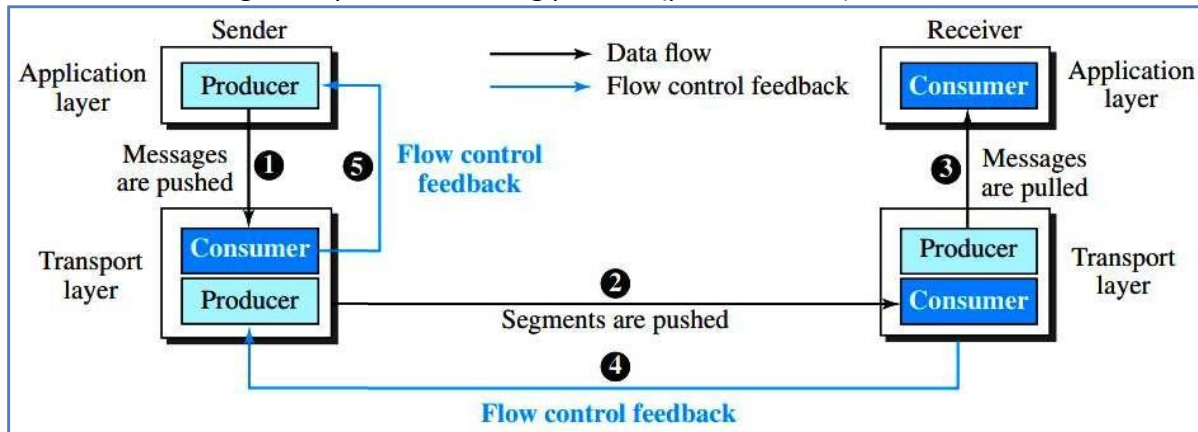 Sender
Receiver
Data flow
Flow control feedback
Application
layer
Producer
Consumer
Application
layer
Messages
are pushed
1
5
Flow control
feedback
3
Messages
are pulled
Transport
layer
Consumer
Producer
2
Segments are pushed
Producer
Consumer
Transport
layer
4
Flow control feedback